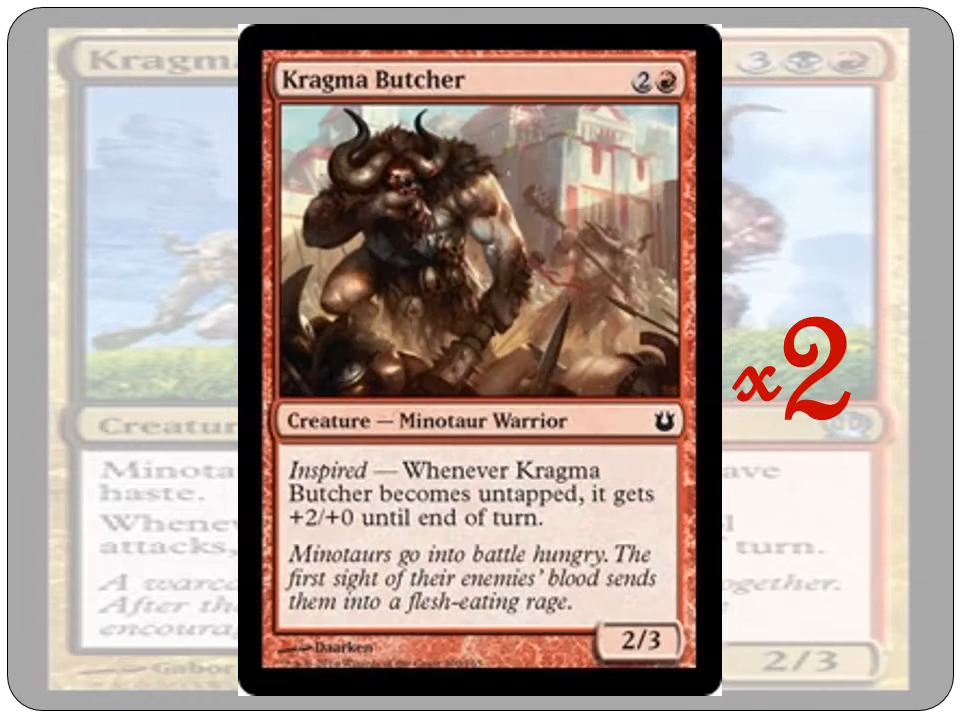 Kragma
3
Kragma Butcher
2
x2
Creatur
Creature — Minotaur Warrior
Minota
ave
haste.
Inspired — Whenever Kragma
Butcher becomes untapped, it gets
+2/+0 until end of turn.
Whenev
attacks,
turn.
Minotaurs go into battle hungry. The
first sight of their enemies' blood sends
them into a flesh-eating rage.
A warc
ogether.
After th
encoura
2/3
Daarken
Gabor
2/3